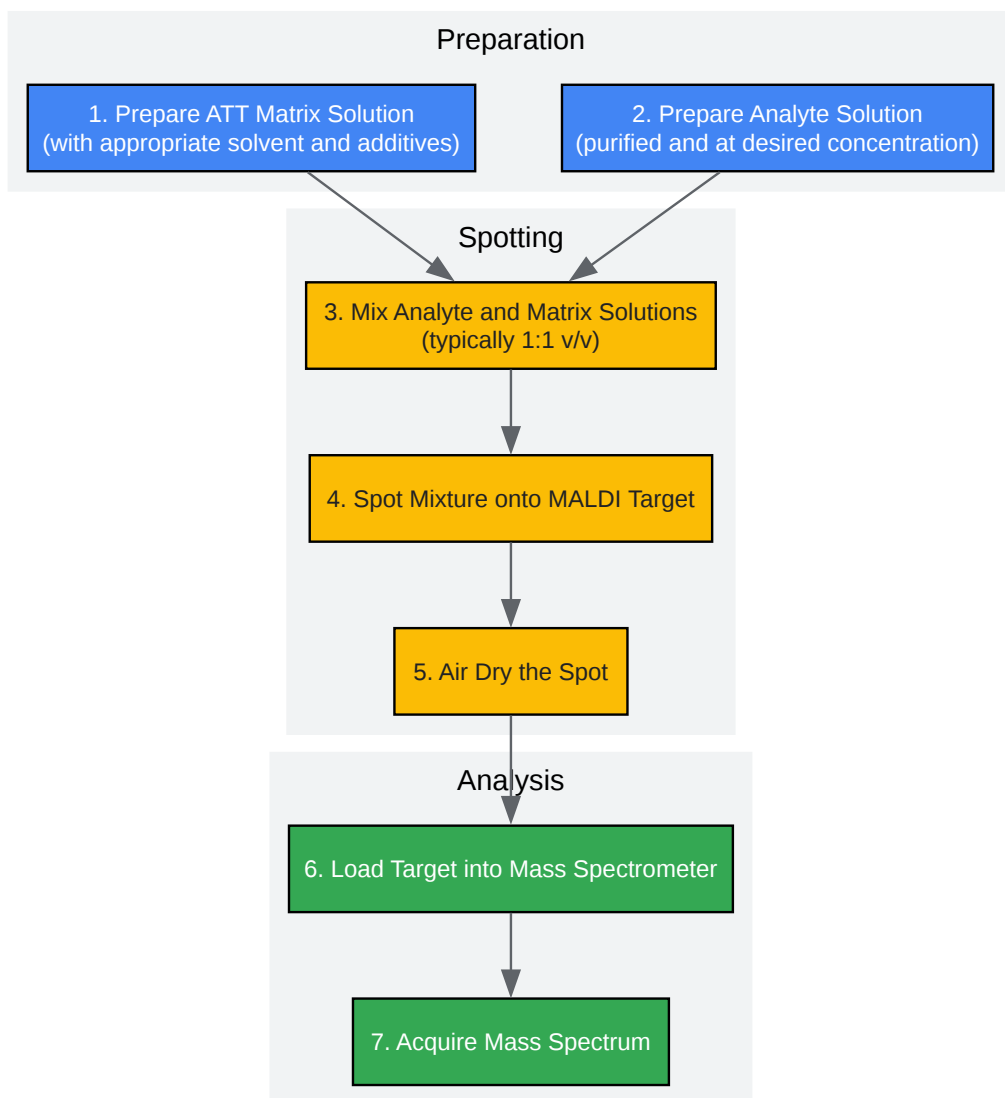 Preparation
1. Prepare ATT Matrix Solution
(with appropriate solvent and additives)
2. Prepare Analyte Solution
(purified and at desired concentration)
Spotting
3. Mix Analyte and Matrix Solutions
(typically 1:1 v/v)
4. Spot Mixture onto MALDI Target
5. Air Dry the Spot
Analysis
6. Load Target into Mass Spectrometer
7. Acquire Mass Spectrum